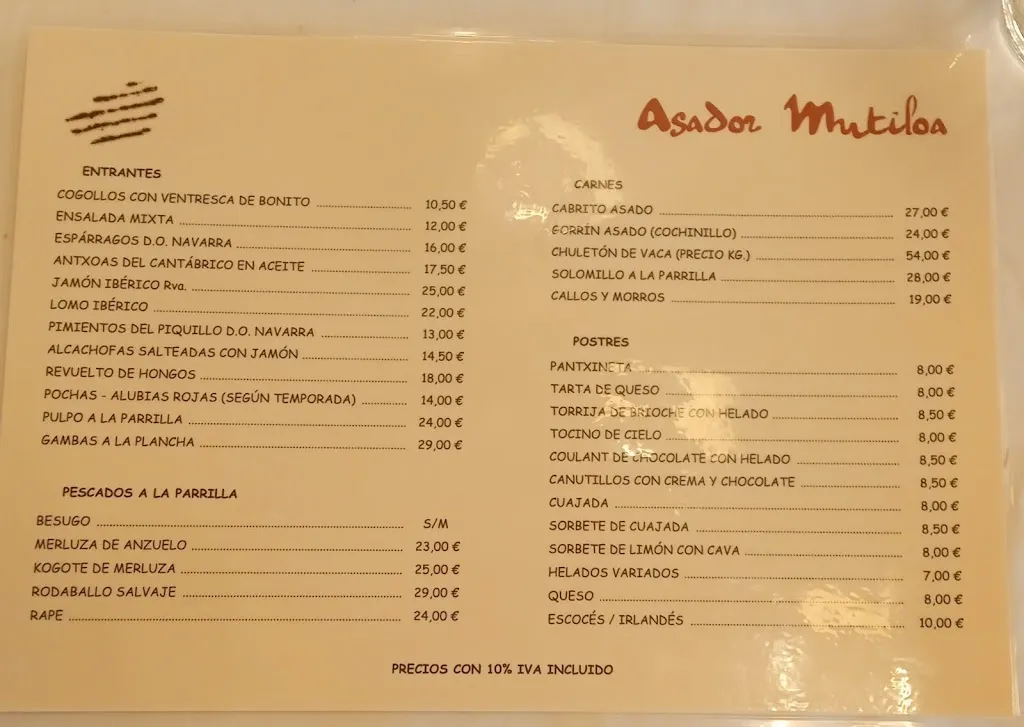 Asador Mutiloa
ENTRANTES
COGOLLOS CON VENTRESCA DE BONITO 10,50 €
ENSALADA MIXTA 12,00 €
ESPÁRRAGOS D.O. NAVARRA 16,00 €
ANTXOAS DEL CANTÁBRICO EN ACEITE 17,50 €
JAMÓN IBÉRICO Rva. 25,00 €
LOMO IBÉRICO 22,00 €
PIMIENTOS DEL PIQUILLO D.O. NAVARRA 13,00 €
ALCACHOFAS SALTEADAS CON JAMÓN 14,50 €
REVUELTO DE HONGOS 18,00 €
POCHAS - ALUBIAS ROJAS (SEGÚN TEMPORADA) 14,00 €
PULPO A LA PARRILLA 24,00 €
GAMBAS A LA PLANCHA 29,00 €
PESCADOS A LA PARRILLA
BESUGO S/M
MERLUZA DE ANZUELO 23,00 €
KOGOTE DE MERLUZA 25,00 €
RODABALLO SALVAJE 29,00 €
RAPE 24,00 €
CARNES
CABRITO ASADO 27,00 €
GORRÍN ASADO (COCHINILLO) 24,00 €
CHULETÓN DE VACA (PRECIO KG.) 54,00 €
SOLOMILLO A LA PARRILLA 28,00 €
CALLOS Y MORROS 19,00 €
POSTRES
PANTXINETA 8,00 €
TARTA DE QUESO 8,00 €
TORRIJA DE BRIOCHE CON HELADO 8,50 €
TOCINO DE CIELO 8,00 €
COULANT DE CHOCOLATE CON HELADO 8,50 €
CANUTILLOS CON CREMA Y CHOCOLATE 8,50 €
CUAJADA 8,00 €
SORBETE DE CUAJADA 8,50 €
SORBETE DE LIMÓN CON CAVA 8,00 €
HELADOS VARIADOS 7,00 €
QUESO 8,00 €
ESCOCÉS / IRLANDÉS 10,00 €
PRECIOS CON 10% IVA INCLUIDO